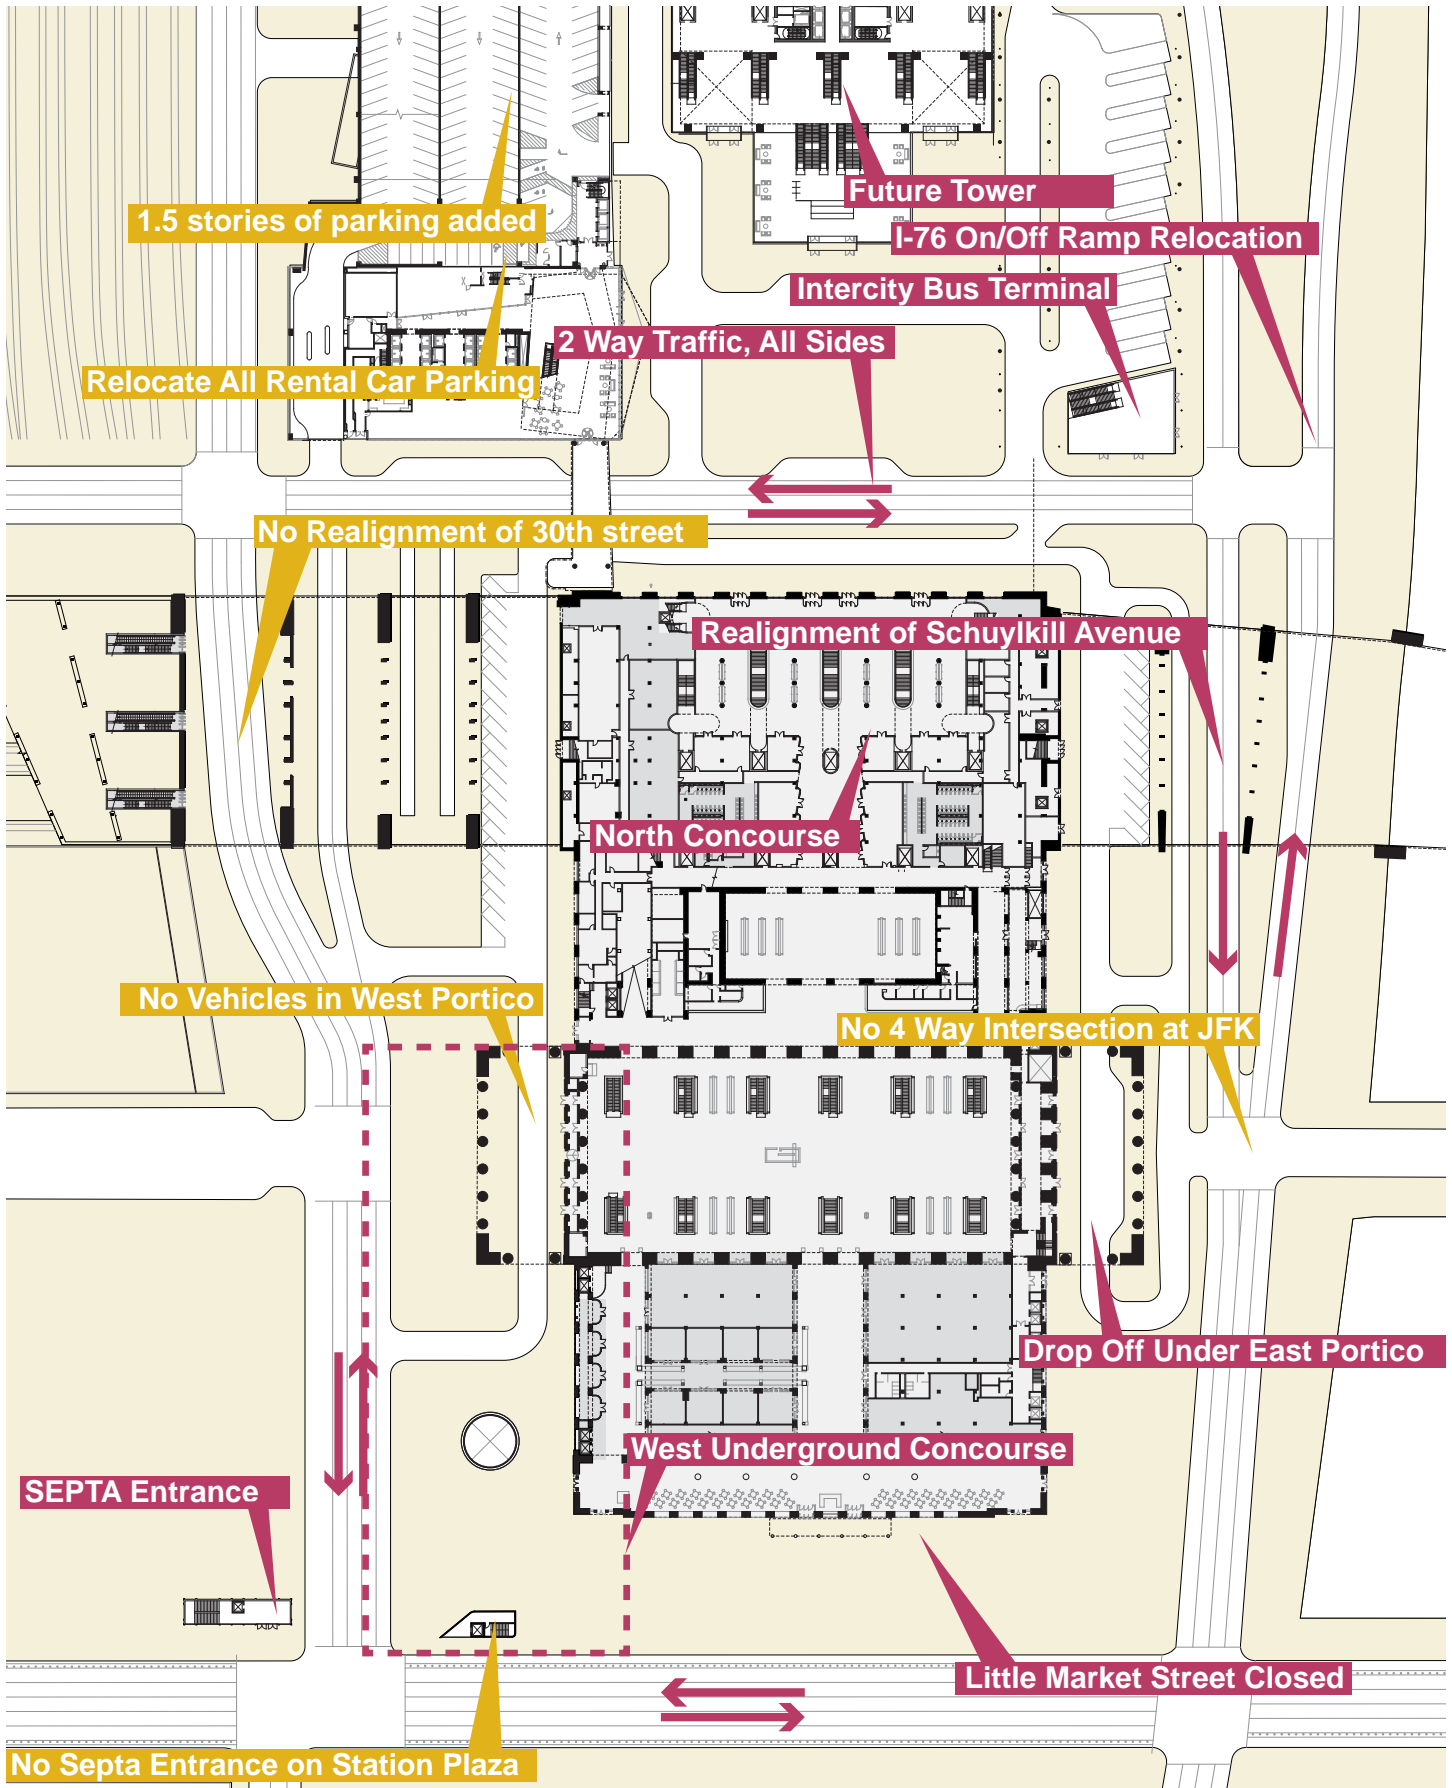 Future Tower
1.5 stories of parking added
I-76 On/Off Ramp Relocation
Intercity Bus Terminal
2 Way Traffic, All Sides
Relocate All Rental Car Parking
No Realignment of 30th street
Realignment of Schuylkill Avenue
North Concourse
No Vehicles in West Portico
No 4 Way Intersection at JFK
Drop Off Under East Portico
West Underground Concourse
SEPTA Entrance
Little Market Street Closed
No Septa Entrance on Station Plaza